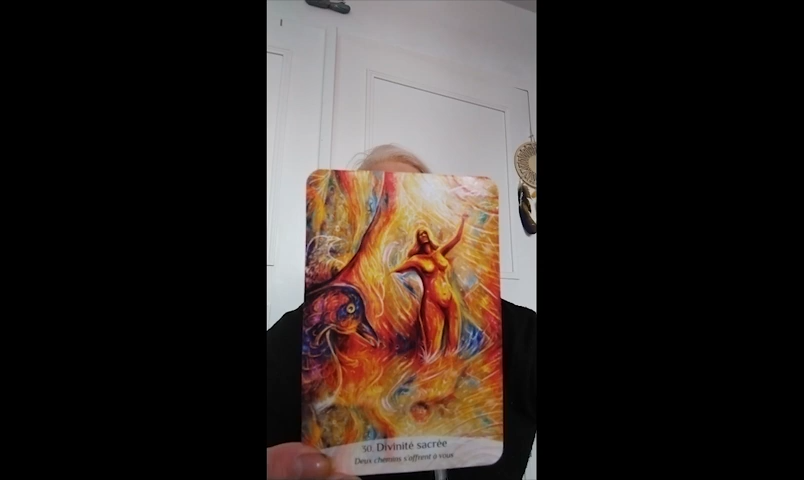 50. Divinité sacrée
Deux chemins s'offrent à vous